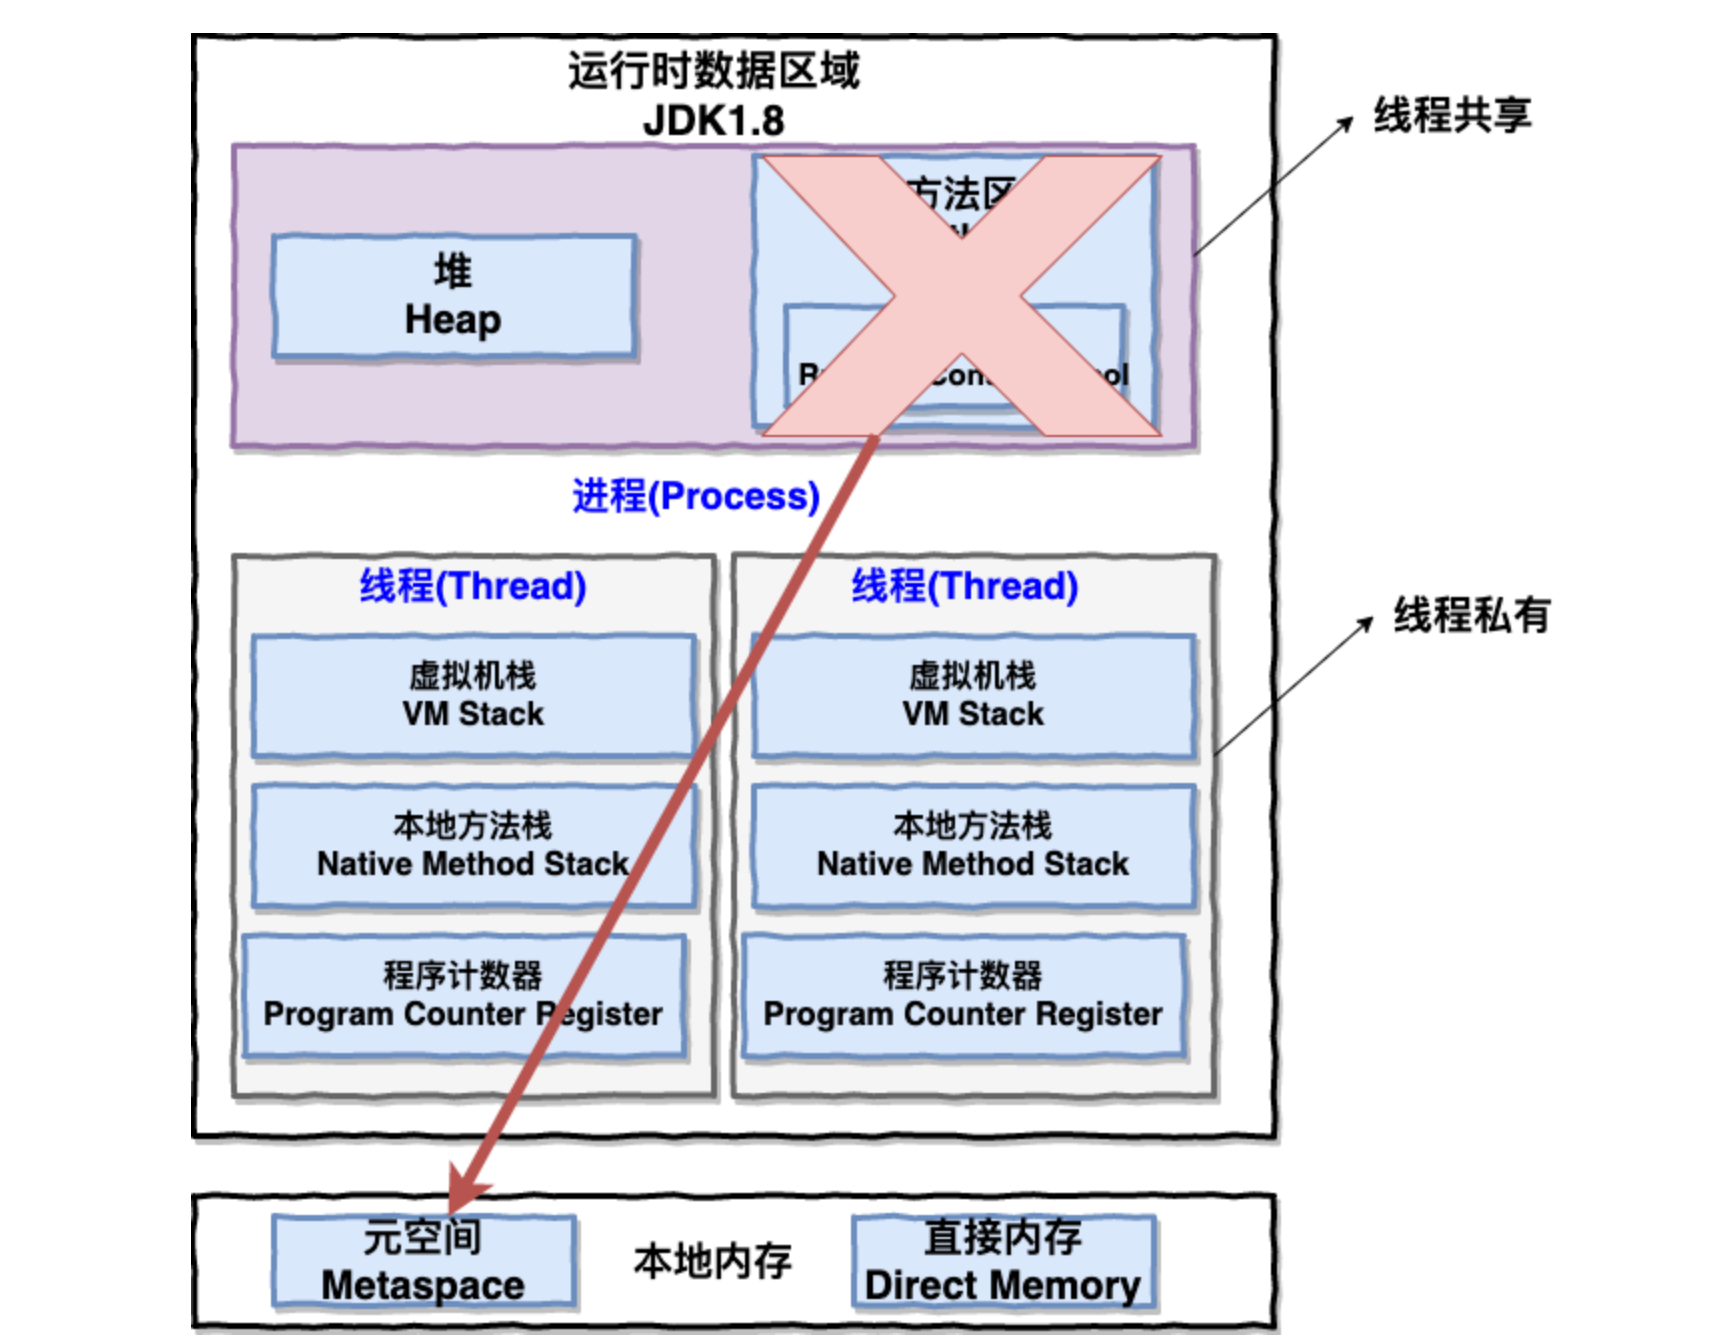 运行时数据区域
JDK1.8
线程共享
方法区
堆
Heap
进程(Process)
线程(Thread)
虚拟机栈
VM Stack
本地方法栈
Native Method Stack
程序计数器
Program Counter Register
线程(Thread)
虚拟机栈
VM Stack
本地方法栈
Native Method Stack
程序计数器
Program Counter Register
线程私有
元空间
Metaspace
本地内存
直接内存
Direct Memory